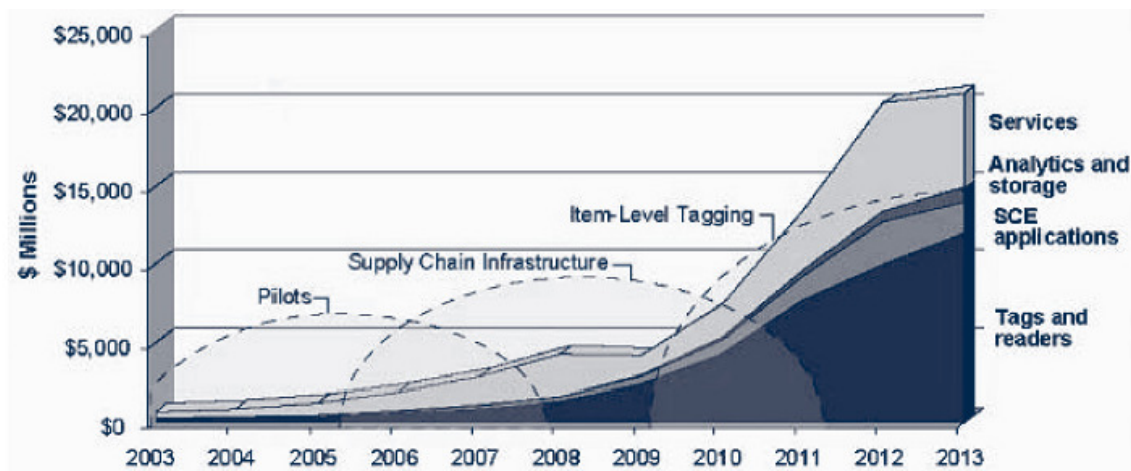 $25,000
$20,000
$15,000
$10,000
$5,000
$0
$ Millions
Item-Level Tagging
Supply Chain Infrastructure
Pilots
Services
Analytics and
storage
SCE
applications
Tags and
readers
2003 2004 2005 2006 2007 2008 2009 2010 2011 2012 2013